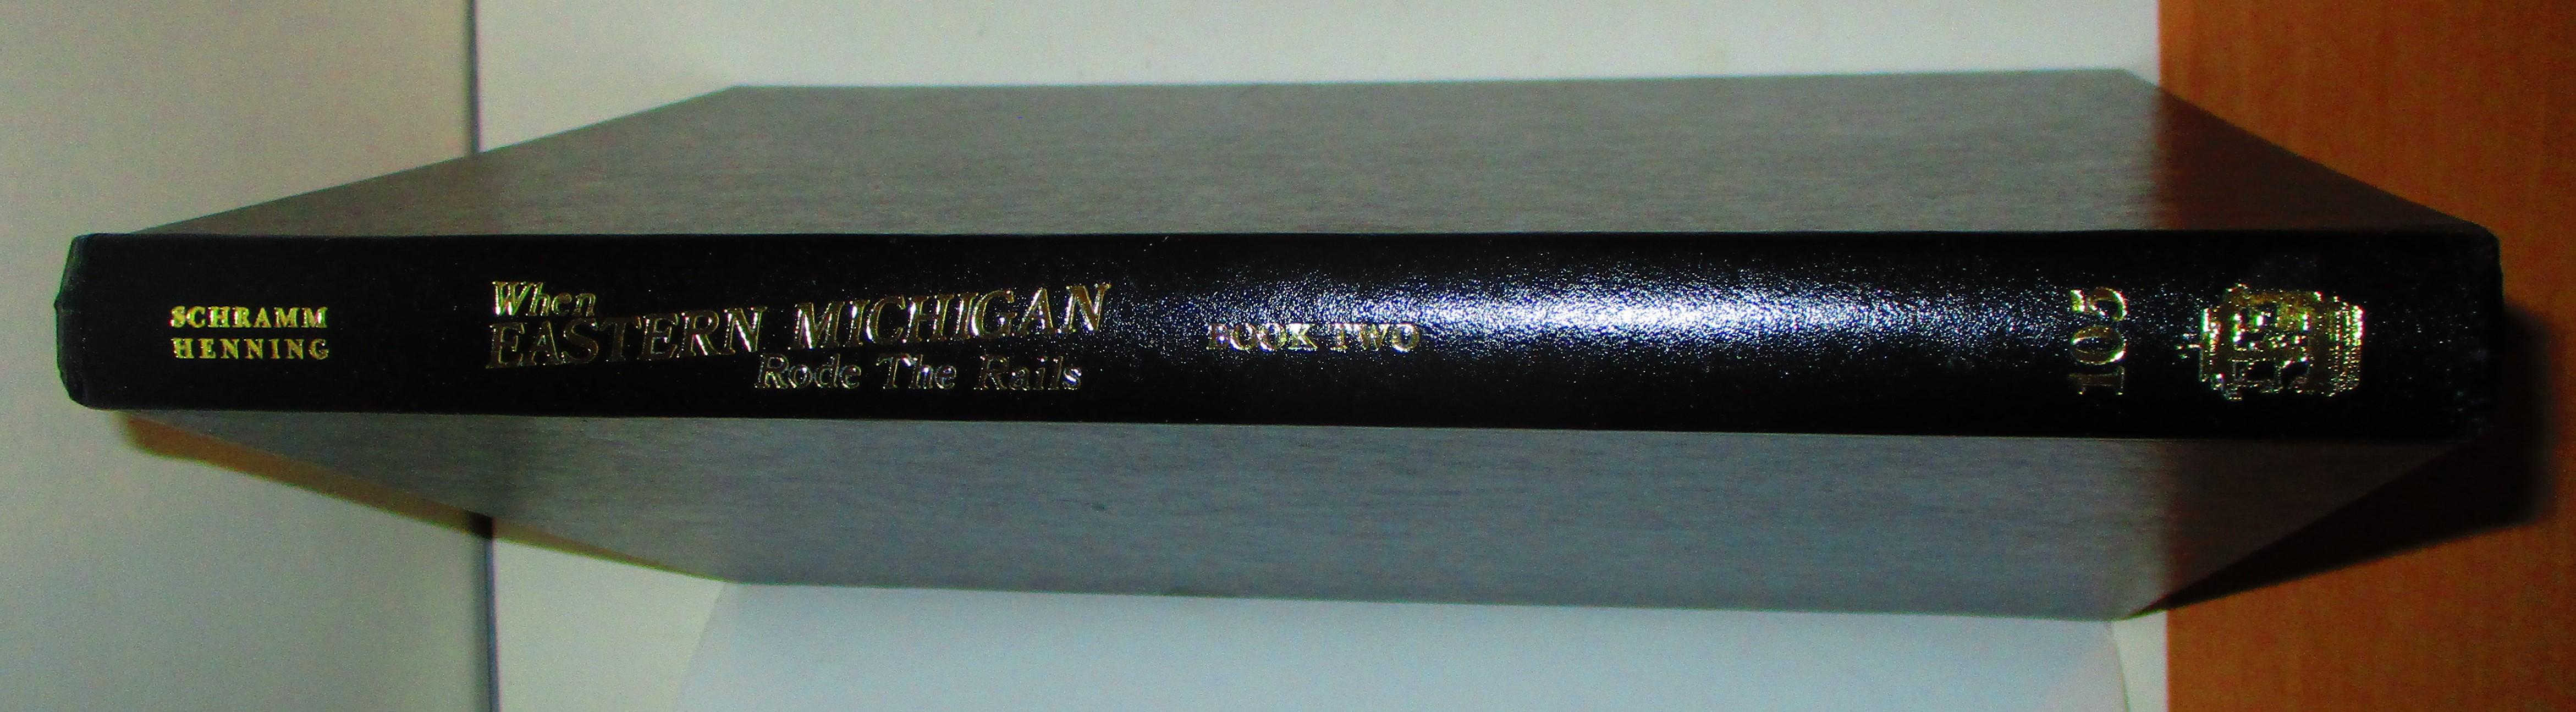 SCHRAMM
HENNING
When
EASTERN MICHIGAN
Rode The Rails
BOOK TWO
105